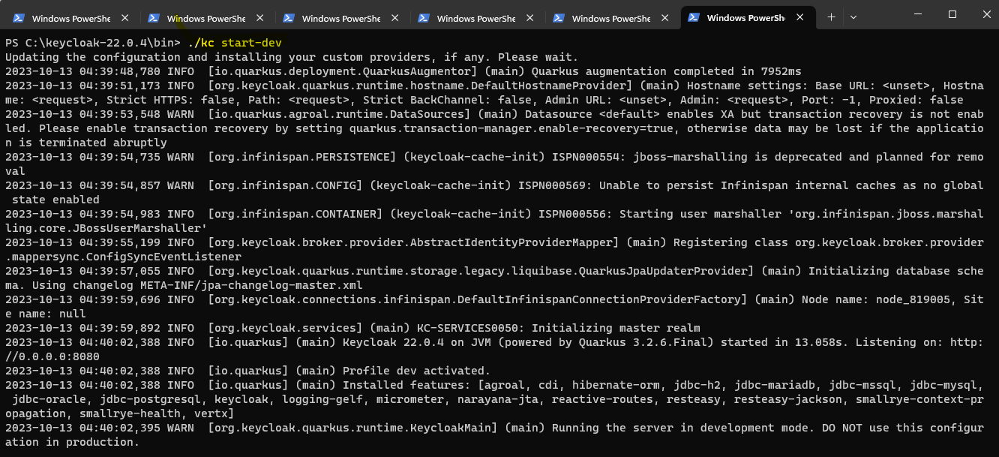 Windows PowerShe
Windows PowerShe
Windows PowerShe
Windows PowerShe
Windows PowerShe
Windows PowerSh
PS C:\keycloak-22.0.4\bin> ./kc start-dev
Updating the configuration and installing your custom providers, if any. Please wait.
2023-10-13 04:39:48,780 INFO  [io.quarkus.deployment.QuarkusAugmentor] (main) Quarkus augmentation completed in 7952ms
2023-10-13 04:39:51,173 INFO  [org.keycloak.quarkus.runtime.hostname.DefaultHostnameProvider] (main) Hostname settings: Base URL: <unset>, Hostna
me: <request>, Strict HTTPS: false, Path: <request>, Strict BackChannel: false, Admin URL: <unset>, Admin: <request>, Port: -1, Proxied: false
2023-10-13 04:39:53,548 WARN  [io.quarkus.agroal.runtime.DataSources] (main) Datasource <default> enables XA but transaction recovery is not enab
led. Please enable transaction recovery by setting quarkus.transaction-manager.enable-recovery=true, otherwise data may be lost if the applicatio
n is terminated abruptly
2023-10-13 04:39:54,735 WARN  [org.infinispan.PERSISTENCE] (keycloak-cache-init) ISPN000554: jboss-marshalling is deprecated and planned for remo
val
2023-10-13 04:39:54,857 WARN  [org.infinispan.CONFIG] (keycloak-cache-init) ISPN000569: Unable to persist Infinispan internal caches as no global
 state enabled
2023-10-13 04:39:54,983 INFO  [org.infinispan.CONTAINER] (keycloak-cache-init) ISPN000556: Starting user marshaller 'org.infinispan.jboss.marshal
ling.core.JBossUserMarshaller'
2023-10-13 04:39:55,199 INFO  [org.keycloak.broker.provider.AbstractIdentityProviderMapper] (main) Registering class org.keycloak.broker.provider
.mappersync.ConfigSyncEventListener
2023-10-13 04:39:57,055 INFO  [org.keycloak.quarkus.runtime.storage.legacy.liquibase.QuarkusJpaUpdaterProvider] (main) Initializing database sche
ma. Using changelog META-INF/jpa-changelog-master.xml
2023-10-13 04:39:59,696 INFO  [org.keycloak.connections.infinispan.DefaultInfinispanConnectionProviderFactory] (main) Node name: node_819005, Sit
e name: null
2023-10-13 04:39:59,892 INFO  [org.keycloak.services] (main) KC-SERVICES0050: Initializing master realm
2023-10-13 04:40:02,388 INFO  [io.quarkus] (main) Keycloak 22.0.4 on JVM (powered by Quarkus 3.2.6.Final) started in 13.058s. Listening on: http:
//0.0.0.0:8080
2023-10-13 04:40:02,388 INFO  [io.quarkus] (main) Profile dev activated.
2023-10-13 04:40:02,388 INFO  [io.quarkus] (main) Installed features: [agroal, cdi, hibernate-orm, jdbc-h2, jdbc-mariadb, jdbc-mssql, jdbc-mysql,
 jdbc-oracle, jdbc-postgresql, keycloak, logging-gelf, micrometer, narayana-jta, reactive-routes, resteasy, resteasy-jackson, smallrye-context-pr
opagation, smallrye-health, vertx]
2023-10-13 04:40:02,395 WARN  [org.keycloak.quarkus.runtime.KeycloakMain] (main) Running the server in development mode. DO NOT use this configur
ation in production.